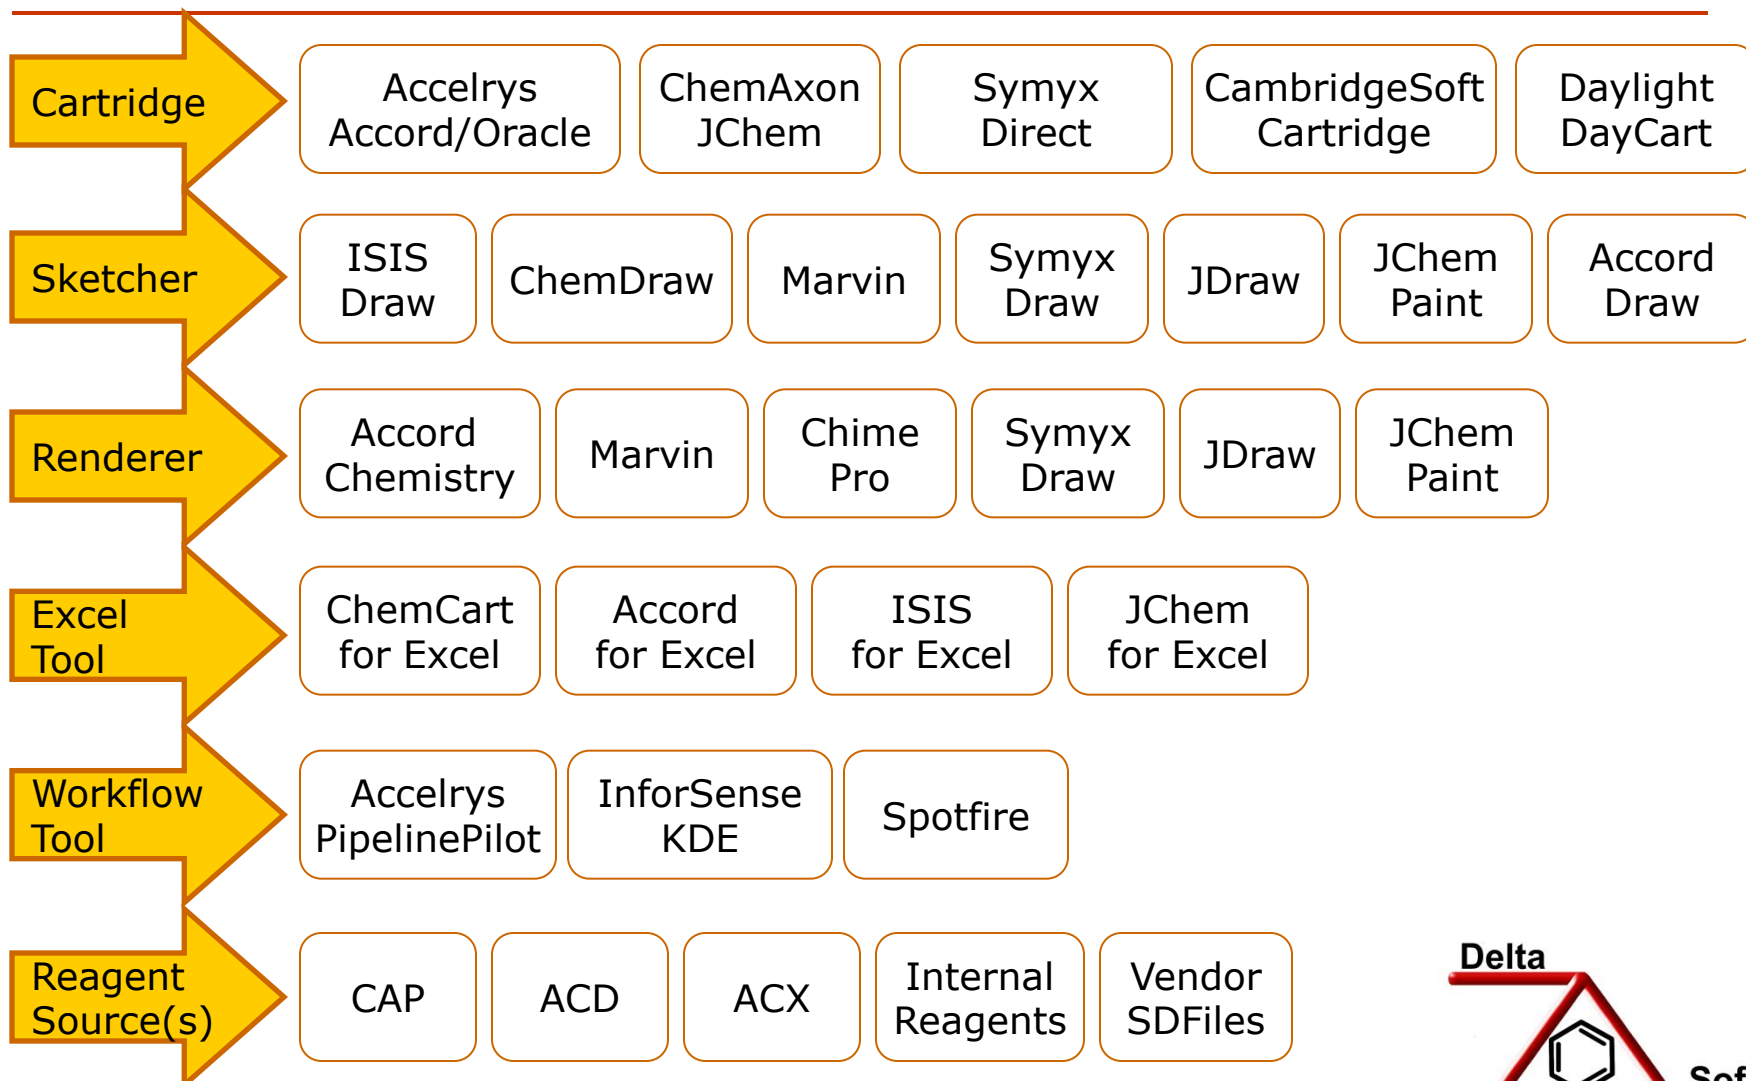 Cartridge
Accelrys
Accord/Oracle
ChemAxon
JChem
Symyx
Direct
CambridgeSoft
Cartridge
Daylight
DayCart
Sketcher
ISIS
Draw
ChemDraw
Marvin
Symyx
Draw
JDraw
JChem
Paint
Accord
Draw
Renderer
Accord
Chemistry
Marvin
Chime
Pro
Symyx
Draw
JDraw
JChem
Paint
Excel
Tool
ChemCart
for Excel
Accord
for Excel
ISIS
for Excel
JChem
for Excel
Workflow
Tool
Accelrys
PipelinePilot
InforSense
KDE
Spotfire
Reagent
Source(s)
CAP
ACD
ACX
Internal
Reagents
Vendor
SDFiles
Delta